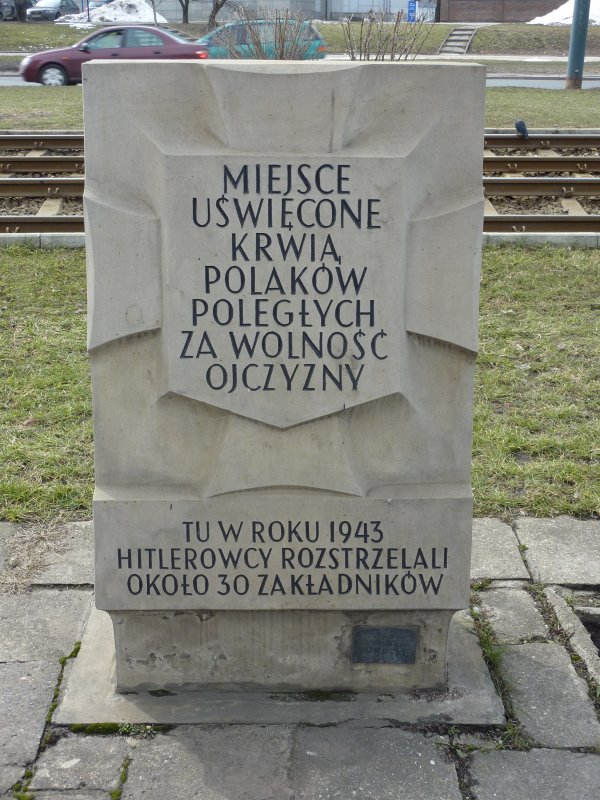 MIEJSCE
UŚWIĘCONE
KRWIĄ
POLAKÓW
POLEGŁYCH
ZA WOLNOŚĆ
OJCZYZNY
TU W ROKU 1943
HITLEROWCY ROZSTRZELALI
OKOŁO 30 ZAKŁADNIKÓW